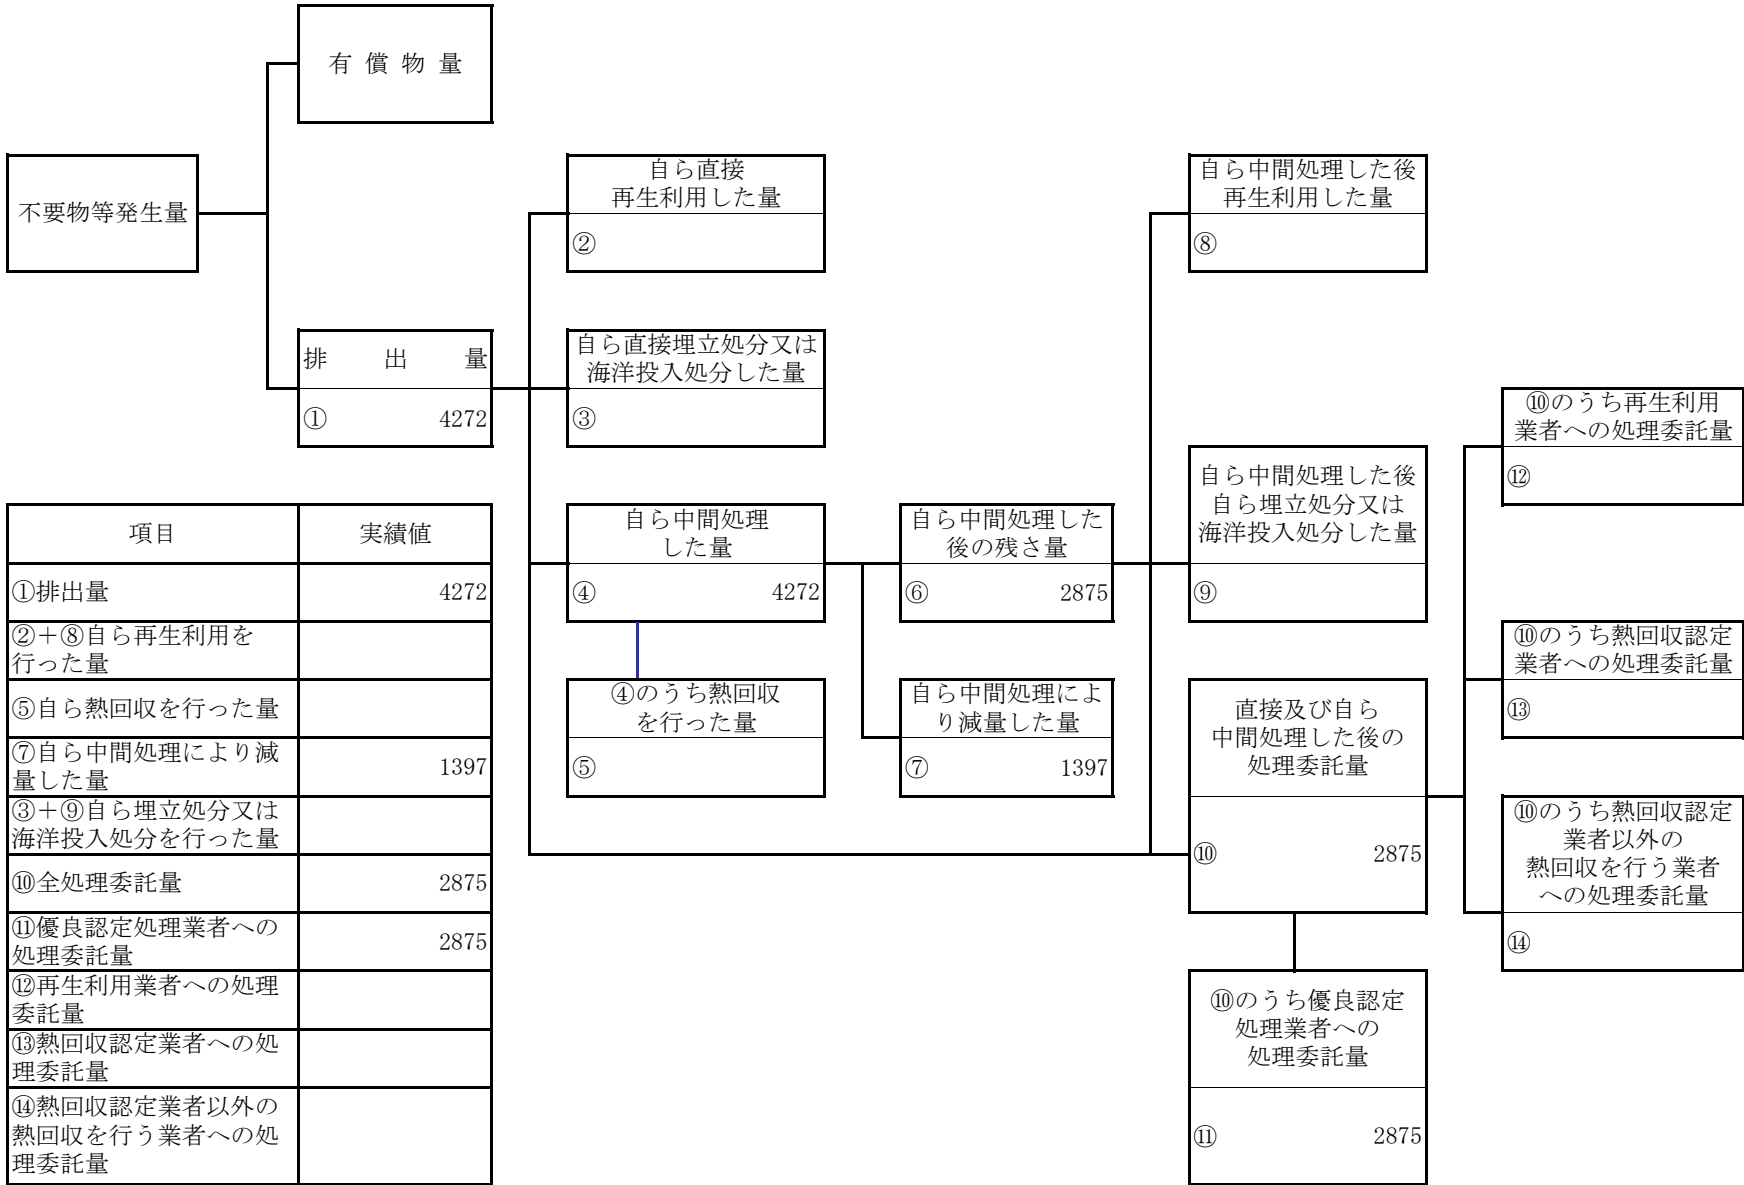 有償物量
不要物等発生量
自ら直接
再生利用した量
②
自ら中間処理した後
再生利用した量
⑧
排出量
① 4272
自ら直接埋立処分又は
海洋投入処分した量
③
⑩のうち再生利用
業者への処理委託量
⑫
自ら中間処理した後
自ら埋立処分又は
海洋投入処分した量
⑨
自ら中間処理
した量
④ 4272
自ら中間処理した
後の残さ量
⑥ 2875
⑩のうち熱回収認定
業者への処理委託量
⑬
④のうち熱回収
を行った量
⑤
自ら中間処理によ
り減量した量
⑦ 1397
直接及び自ら
中間処理した後の
処理委託量
⑩ 2875
⑩のうち熱回収認定
業者以外の
熱回収を行う業者
への処理委託量
⑭
⑩のうち優良認定
処理業者への
処理委託量
⑪ 2875
項目 実績値
①排出量 4272
②+⑧自ら再生利用を
行った量
⑤自ら熱回収を行った量
⑦自ら中間処理により減
量した量 1397
③+⑨自ら埋立処分又は
海洋投入処分を行った量
⑩全処理委託量 2875
⑪優良認定処理業者への
処理委託量 2875
⑫再生利用業者への処理
委託量
⑬熱回収認定業者への処
理委託量
⑭熱回収認定業者以外の
熱回収を行う業者への処
理委託量